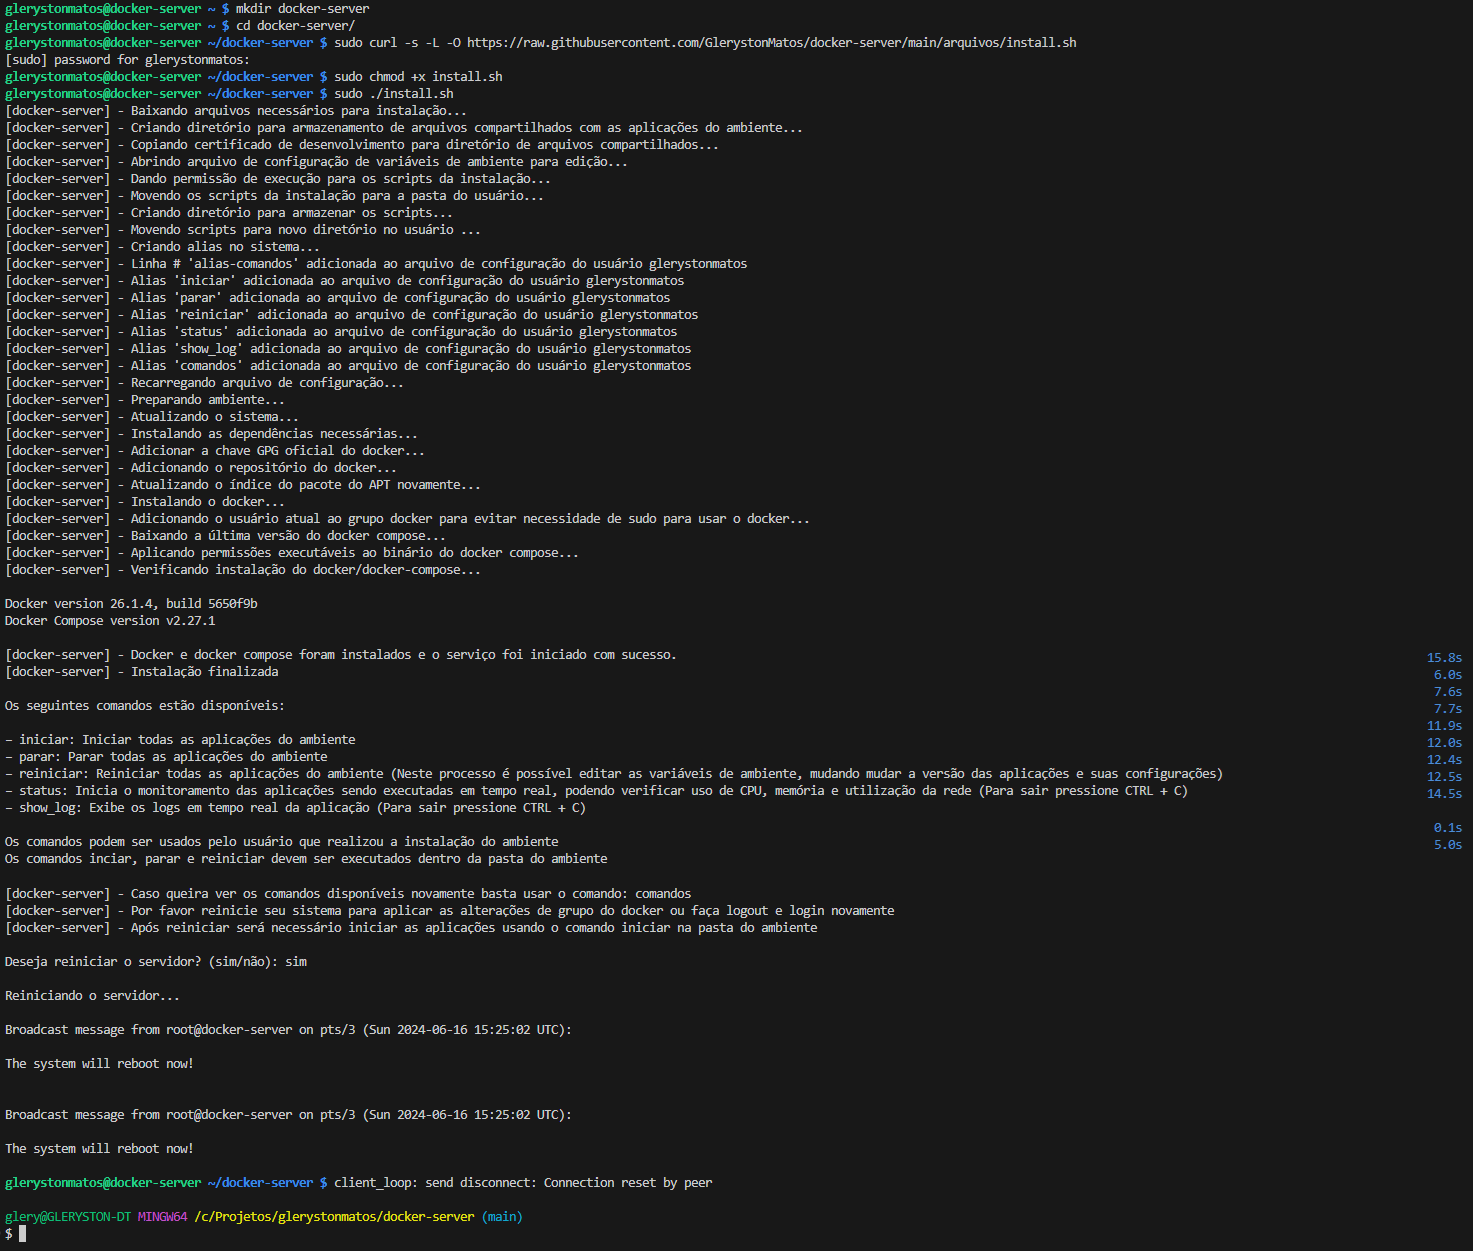 glerystonmatos@docker-server ~ $ mkdir docker-server
glerystonmatos@docker-server ~ $ cd docker-server/
glerystonmatos@docker-server ~/docker-server $ sudo curl -s -L -O https://raw.githubusercontent.com/GlerystonMatos/docker-server/main/arquivos/install.sh
[sudo] password for glerystonmatos:
glerystonmatos@docker-server ~/docker-server $ sudo chmod +x install.sh
glerystonmatos@docker-server ~/docker-server $ sudo ./install.sh
[docker-server] - Baixando arquivos necessários para instalação...
[docker-server] - Criando diretório para armazenamento de arquivos compartilhados com as aplicações do ambiente...
[docker-server] - Copiando certificado de desenvolvimento para diretório de arquivos compartilhados...
[docker-server] - Abrindo arquivo de configuração de variáveis de ambiente para edição...
[docker-server] - Dando permissão de execução para os scripts da instalação...
[docker-server] - Movendo os scripts da instalação para a pasta do usuário...
[docker-server] - Criando diretório para armazenar os scripts...
[docker-server] - Movendo scripts para novo diretório no usuário ...
[docker-server] - Criando alias no sistema...
[docker-server] - Linha # 'alias-comandos' adicionada ao arquivo de configuração do usuário glerystonmatos
[docker-server] - Alias 'iniciar' adicionada ao arquivo de configuração do usuário glerystonmatos
[docker-server] - Alias 'parar' adicionada ao arquivo de configuração do usuário glerystonmatos
[docker-server] - Alias 'reiniciar' adicionada ao arquivo de configuração do usuário glerystonmatos
[docker-server] - Alias 'status' adicionada ao arquivo de configuração do usuário glerystonmatos
[docker-server] - Alias 'show_log' adicionada ao arquivo de configuração do usuário glerystonmatos
[docker-server] - Alias 'comandos' adicionada ao arquivo de configuração do usuário glerystonmatos
[docker-server] - Recarregando arquivo de configuração...
[docker-server] - Preparando ambiente...
[docker-server] - Atualizando o sistema...
[docker-server] - Instalando as dependências necessárias...
[docker-server] - Adicionar a chave GPG oficial do docker...
[docker-server] - Adicionando o repositório do docker...
[docker-server] - Atualizando o índice do pacote do APT novamente...
[docker-server] - Instalando o docker...
[docker-server] - Adicionando o usuário atual ao grupo docker para evitar necessidade de sudo para usar o docker...
[docker-server] - Baixando a última versão do docker compose...
[docker-server] - Aplicando permissões executáveis ao binário do docker compose...
[docker-server] - Verificando instalação do docker/docker-compose...
Docker version 26.1.4, build 5650f9b
Docker Compose version v2.27.1
[docker-server] - Docker e docker compose foram instalados e o serviço foi iniciado com sucesso.
15.8s
[docker-server] - Instalação finalizada
6.0s
7.6s
Os seguintes comandos estão disponíveis:
7.7s
11.9s
– iniciar: Iniciar todas as aplicações do ambiente
12.0s
– parar: Parar todas as aplicações do ambiente
12.4s
– reiniciar: Reiniciar todas as aplicações do ambiente (Neste processo é possível editar as variáveis de ambiente, mudando mudar a versão das aplicações e suas configurações)
12.5s
– status: Inicia o monitoramento das aplicações sendo executadas em tempo real, podendo verificar uso de CPU, memória e utilização da rede (Para sair pressione CTRL + C)
14.5s
– show_log: Exibe os logs em tempo real da aplicação (Para sair pressione CTRL + C)
0.1s
Os comandos podem ser usados pelo usuário que realizou a instalação do ambiente
5.0s
Os comandos inciar, parar e reiniciar devem ser executados dentro da pasta do ambiente
[docker-server] - Caso queira ver os comandos disponíveis novamente basta usar o comando: comandos
[docker-server] - Por favor reinicie seu sistema para aplicar as alterações de grupo do docker ou faça logout e login novamente
[docker-server] - Após reiniciar será necessário iniciar as aplicações usando o comando iniciar na pasta do ambiente
Deseja reiniciar o servidor? (sim/não): sim
Reiniciando o servidor...
Broadcast message from root@docker-server on pts/3 (Sun 2024-06-16 15:25:02 UTC):
The system will reboot now!
Broadcast message from root@docker-server on pts/3 (Sun 2024-06-16 15:25:02 UTC):
The system will reboot now!
glerystonmatos@docker-server ~/docker-server $ client_loop: send disconnect: Connection reset by peer
glery@GLERYSTON-DT MINGW64 /c/Projetos/glerystonmatos/docker-server (main)
$